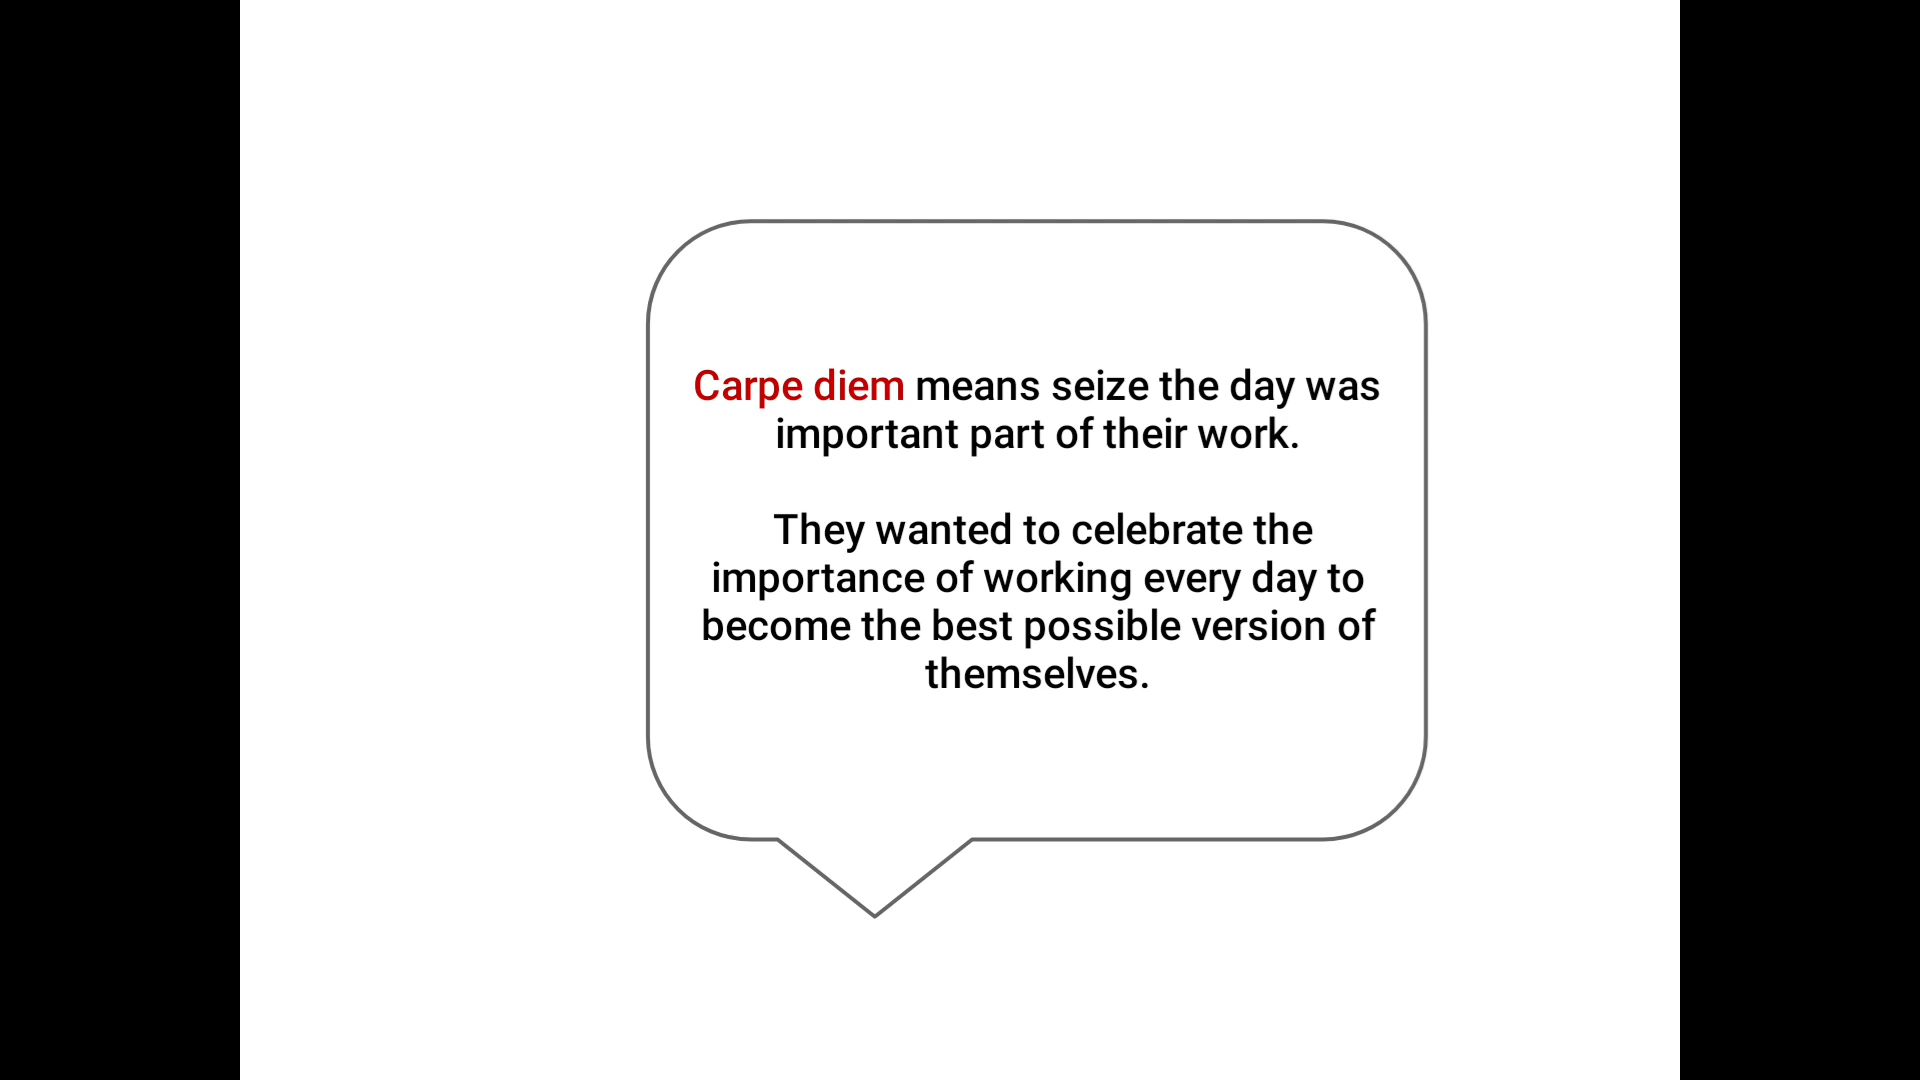 Carpe diem means seize the day was
important part of their work.
They wanted to celebrate the
importance of working every day to
become the best possible version of
themselves.